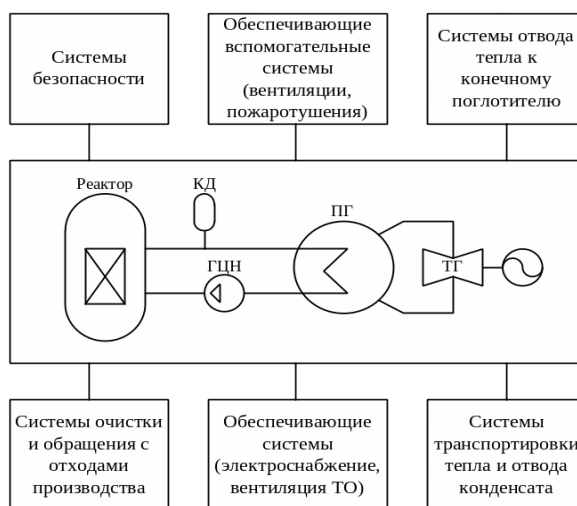 Системы
безопасности
Обеспечивающие
вспомогательные
системы
(вентиляции,
пожаротушения)
Системы отвода
тепла к
конечному
поглотителю
Реактор
КД
ПГ
ГЦН
ТГ
Системы очистки
и обращения с
отходами
производства
Обеспечивающие
системы
(электроснабжение,
вентиляция ТО)
Системы
транспортировки
тепла и отвода
конденсата